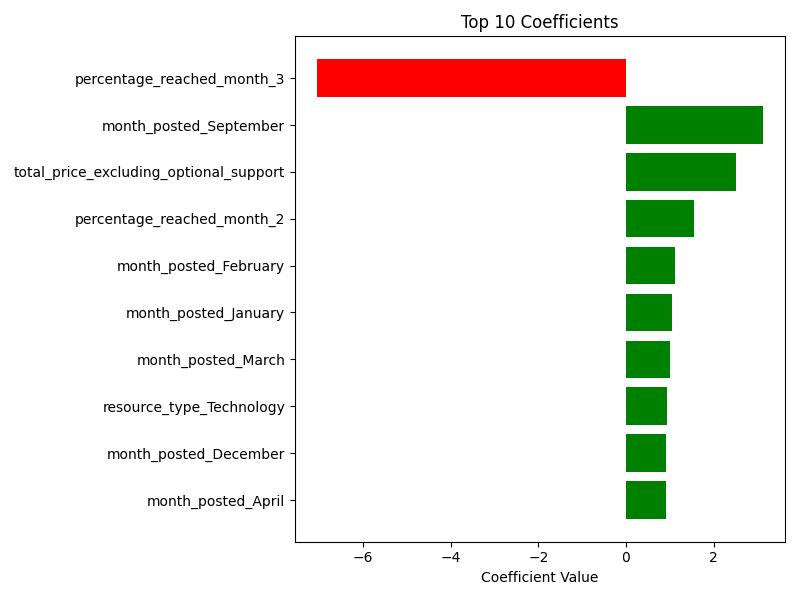 Top 10 Coefficients
percentage_reached_month_3
month_posted_September
total_price_excluding_optional_support
percentage_reached_month_2
month_posted_February
month_posted_January
month_posted_March
resource_type_Technology
month_posted_December
month_posted_April
−6 −4 −2 0 2
Coefficient Value